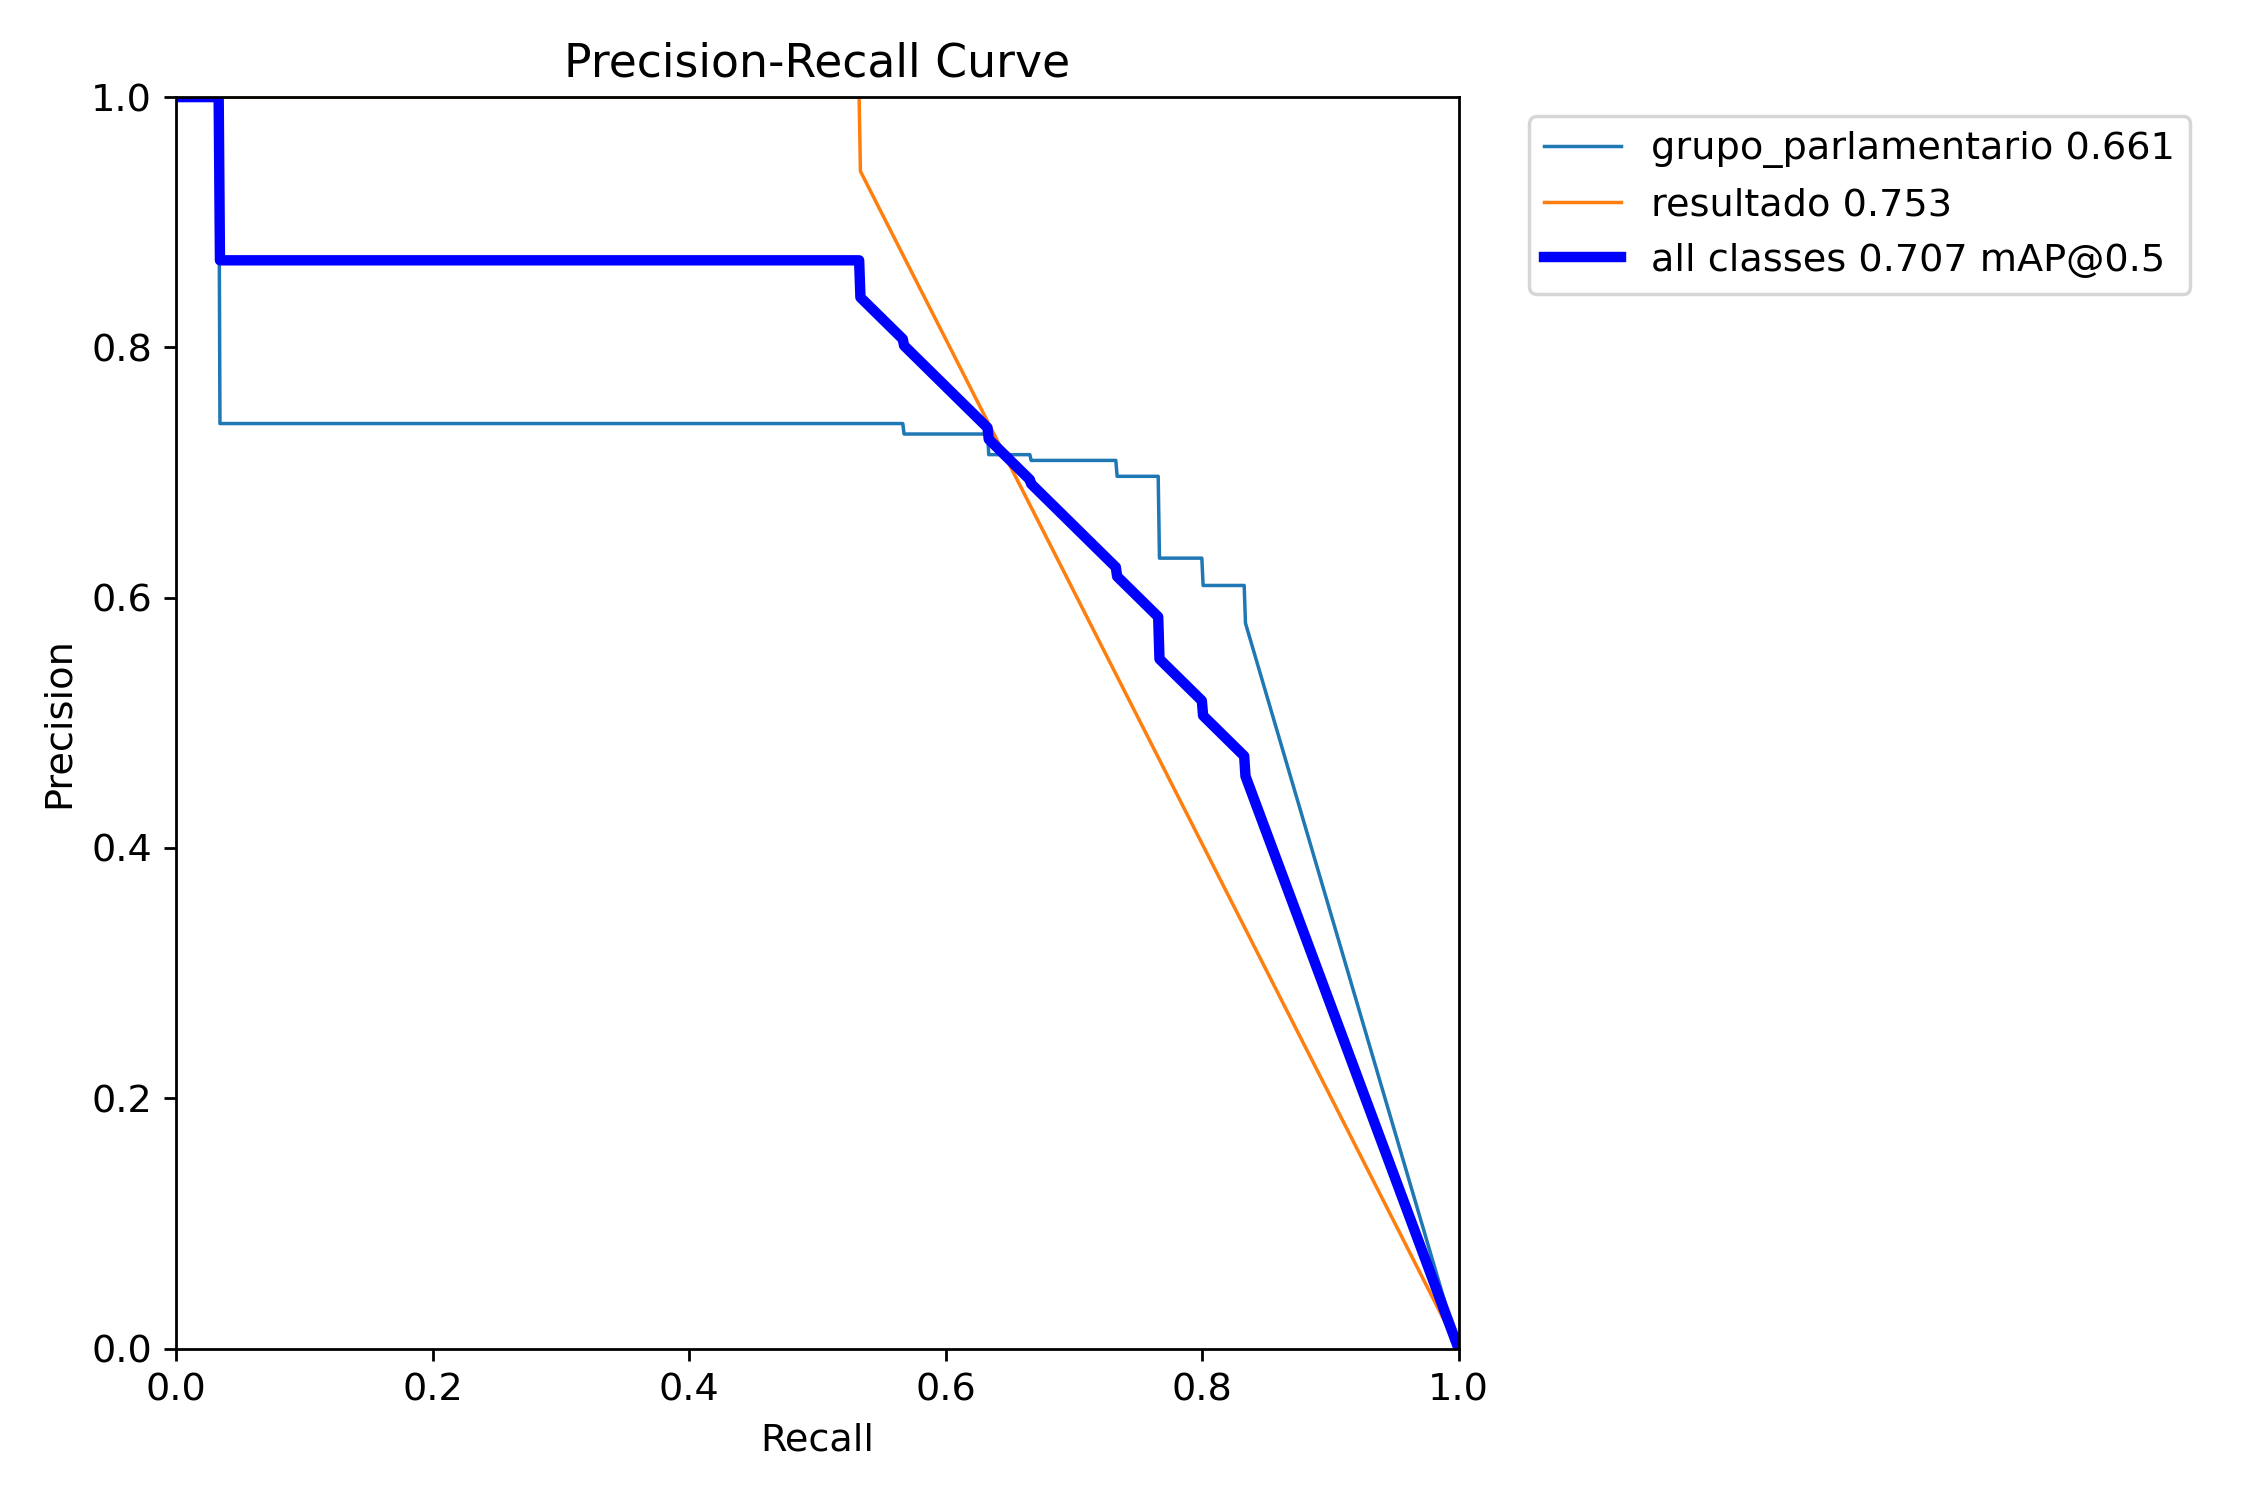 Precision-Recall Curve
grupo_parlamentario 0.661
resultado 0.753
all classes 0.707 mAP@0.5
1.0
0.8
0.6
0.4
0.2
0.0
Precision
0.0 0.2 0.4 0.6 0.8 1.0
Recall